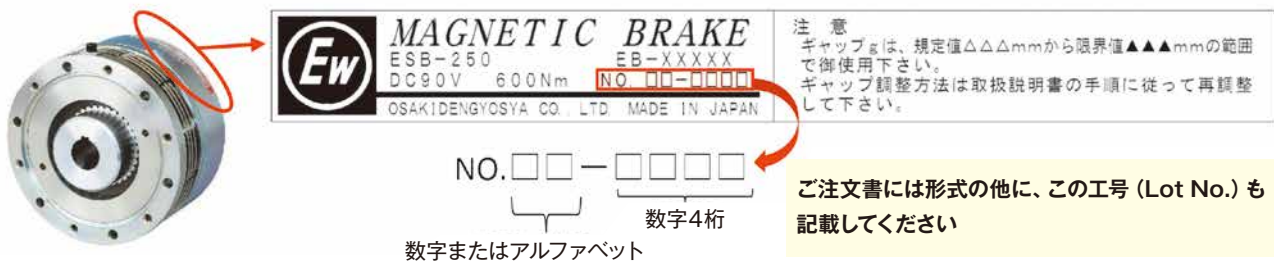 Ew
MAGNETIC BRAKE
ESB-250 EB-XXXXX
DC90V 600Nm NO. □□-□□□□
OSAKIDENGYOSYA CO., LTD. MADE IN JAPAN
注 意
ギャップgは、規定値△△△mmから限界値▲▲▲mmの範囲
で御使用下さい。
ギャップ調整方法は取扱説明書の手順に従って再調整
して下さい。
NO.□□－□□□□
数字4桁
数字またはアルファベット
ご注文書には形式の他に、この工号（Lot No.）も
記載してください